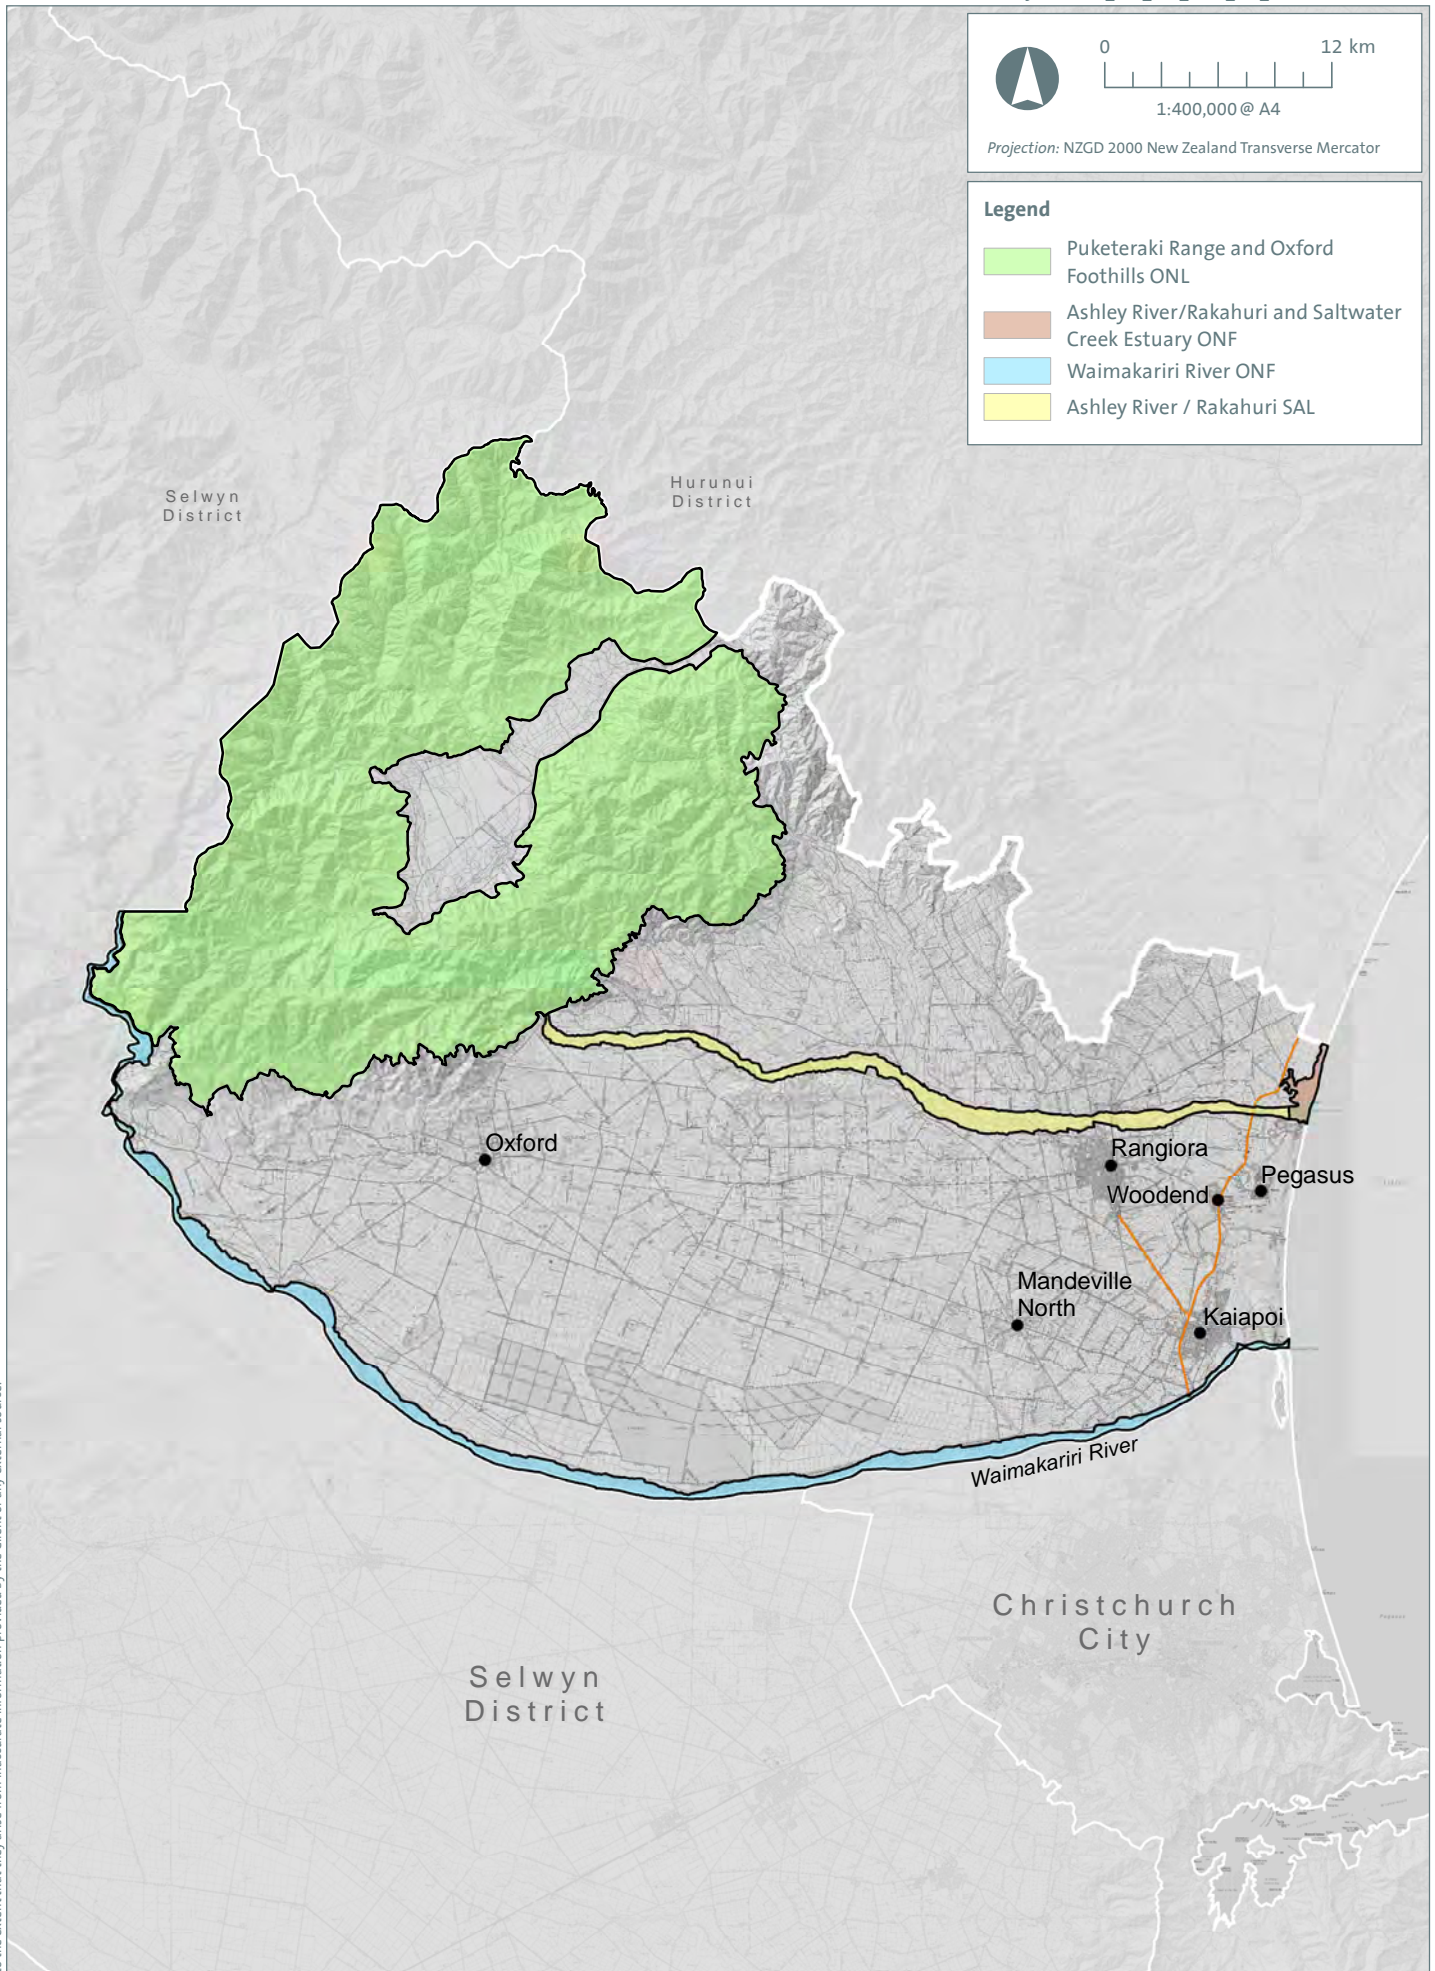 0 12 km
1:400,000 @ A4
Projection: NZGD 2000 New Zealand Transverse Mercator
Legend
Puketeraki Range and Oxford
Foothills ONL
Ashley River/Rakahuri and Saltwater
Creek Estuary ONF
Waimakariri River ONF
Ashley River / Rakahuri SAL
Selwyn
District
Hurunui
District
Oxford
Rangiora
Pegasus
Woodend
Mandeville
North
Kaiapoi
Waimakariri River
Christchurch
City
Selwyn
District